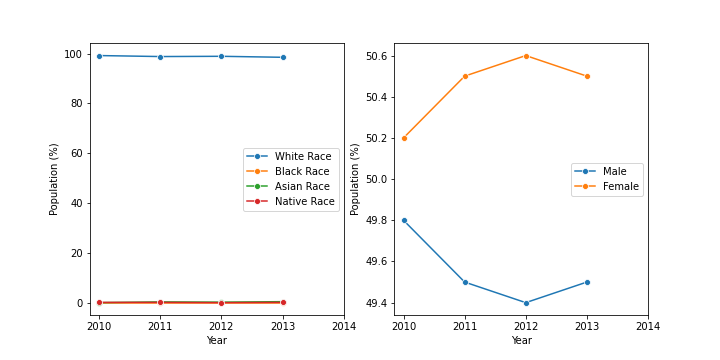 100
80
60
40
20
0
Population (%)
2010 2011 2012 2013 2014
Year
White Race
Black Race
Asian Race
Native Race
50.6
50.4
50.2
50.0
49.8
49.6
49.4
Population (%)
2010 2011 2012 2013 2014
Year
Male
Female